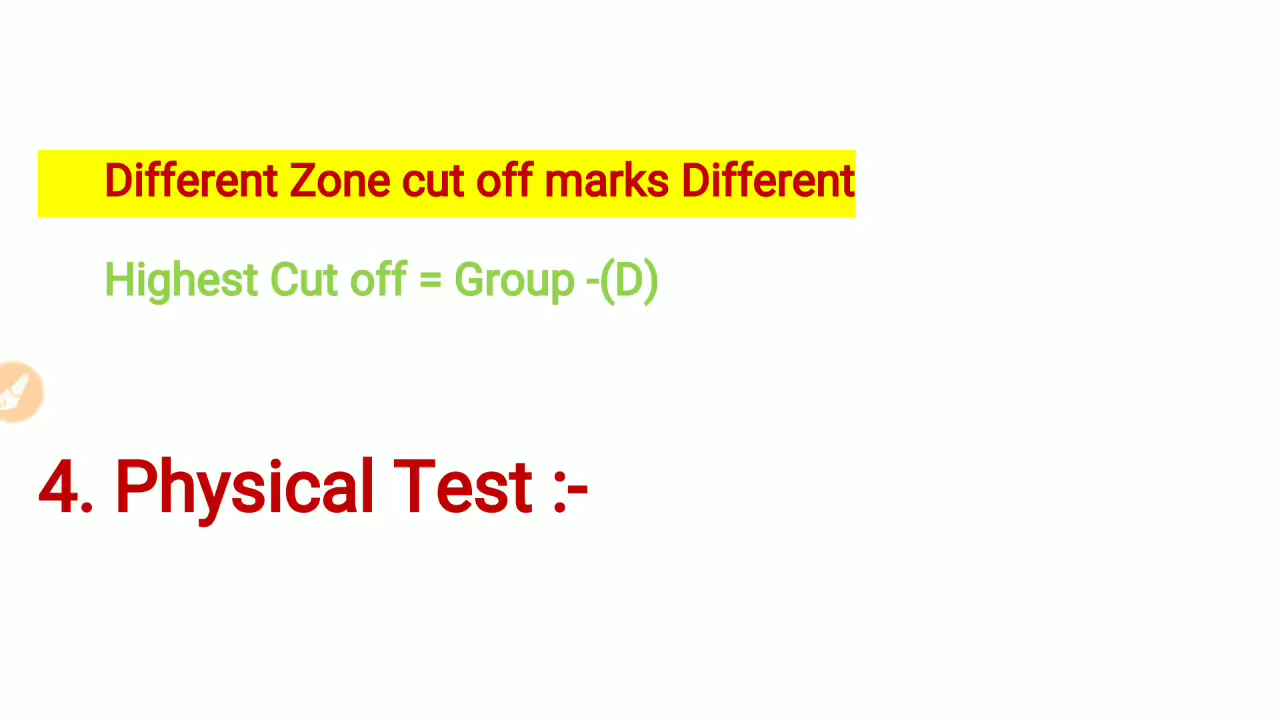 Different Zone cut off marks Different
Highest Cut off = Group -(D)
4. Physical Test :-